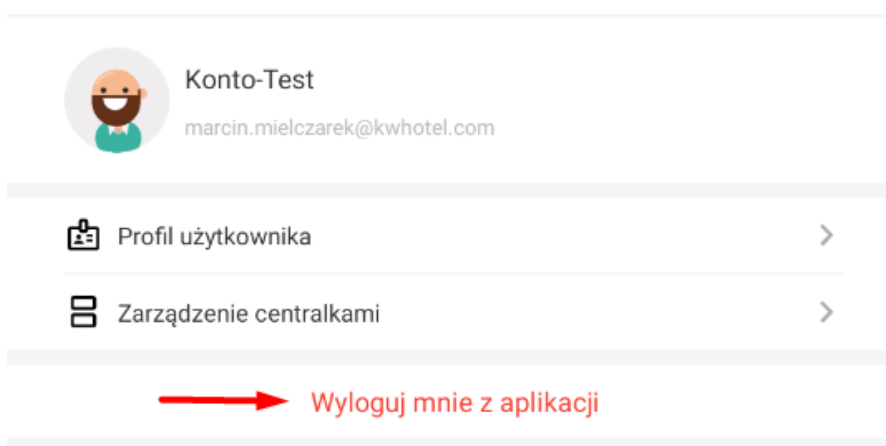 Konto-Test
marcin.mielczarek@kwhotel.com
Profil użytkownika
Zarządzenie centralkami
Wyloguj mnie z aplikacji